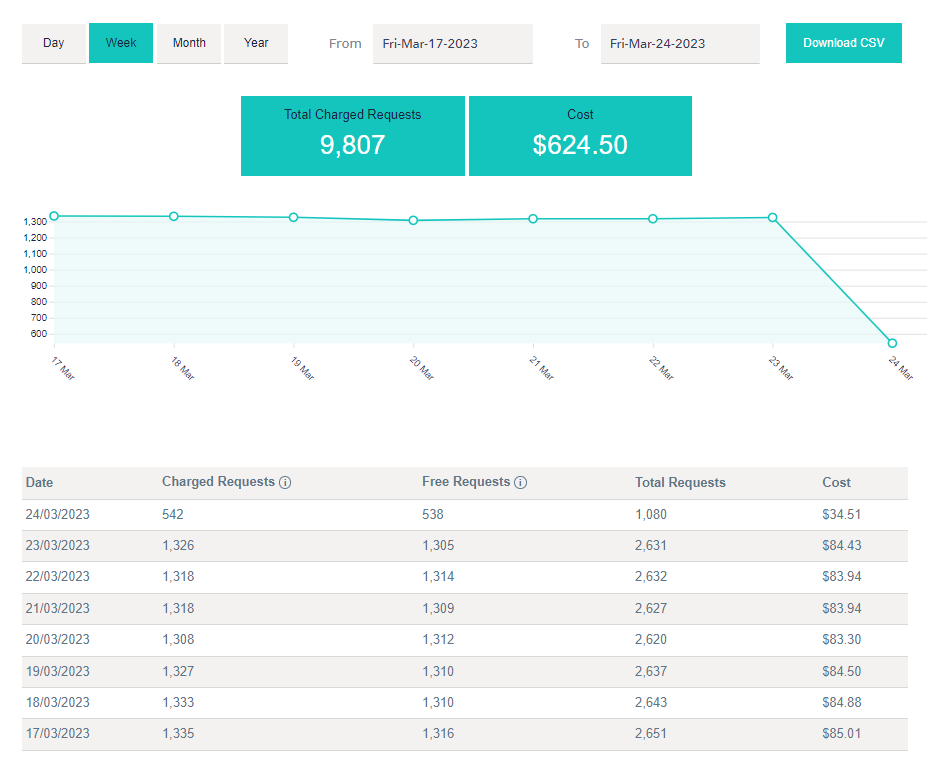 Day Week Month Year From Fri-Mar-17-2023 To Fri-Mar-24-2023 Download CSV
Total Charged Requests Cost
9,807 $624.50
1,300
1,200
1,100
1,000
900
800
700
600
17 Mar 18 Mar 19 Mar 20 Mar 21 Mar 22 Mar 23 Mar 24 Mar
Date Charged Requests Free Requests Total Requests Cost
24/03/2023 542 538 1,080 $34.51
23/03/2023 1,326 1,305 2,631 $84.43
22/03/2023 1,318 1,314 2,632 $83.94
21/03/2023 1,318 1,309 2,627 $83.94
20/03/2023 1,308 1,312 2,620 $83.30
19/03/2023 1,327 1,310 2,637 $84.50
18/03/2023 1,333 1,310 2,643 $84.88
17/03/2023 1,335 1,316 2,651 $85.01